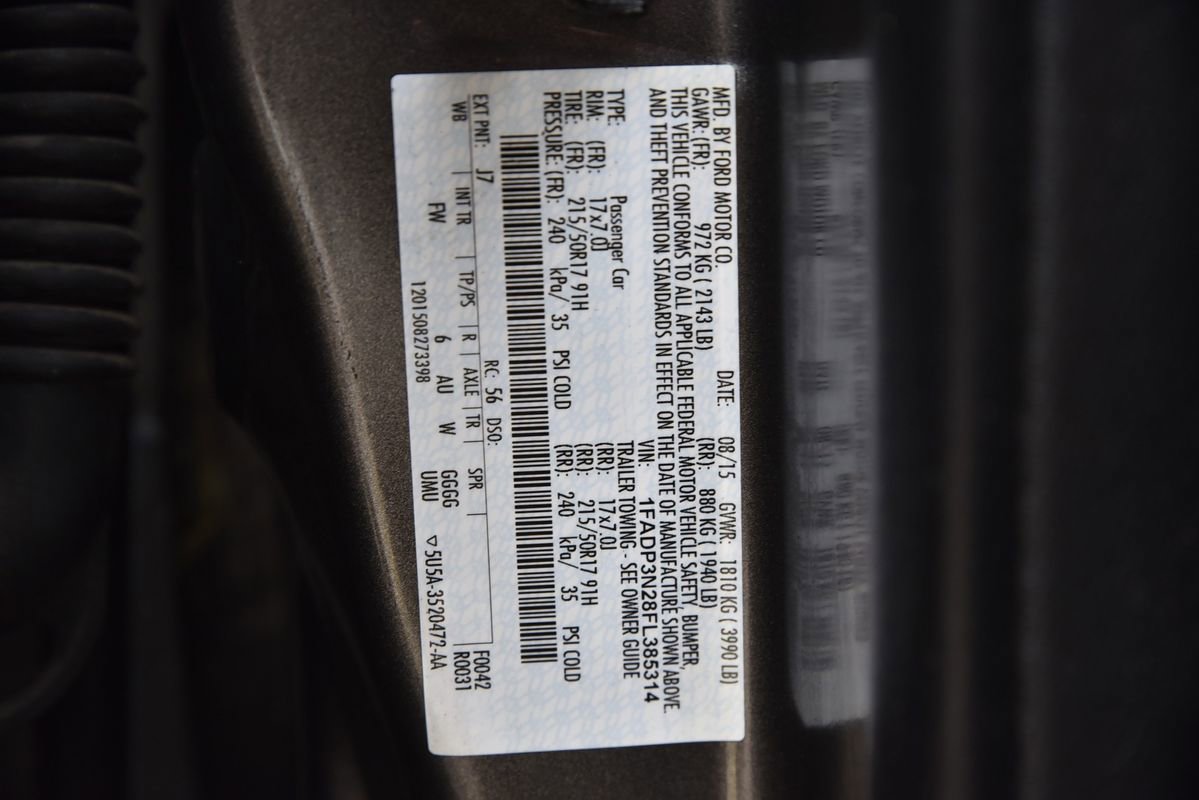 MFD. BY FORD MOTOR CO. DATE: 08/15 GVWR: 1810 KG ( 3990 LB)
GAWR: (FR): 972 KG ( 2143 LB) (RR): 880 KG ( 1940 LB)
THIS VEHICLE CONFORMS TO ALL APPLICABLE FEDERAL MOTOR VEHICLE SAFETY, BUMPER,
AND THEFT PREVENTION STANDARDS IN EFFECT ON THE DATE OF MANUFACTURE SHOWN ABOVE.
VIN: 1FADP3N28FL385314
TYPE: Passenger Car TRAILER TOWING - SEE OWNER GUIDE
RIM: (FR): 17x7.0J (RR): 17x7.0J
TIRE: (FR): 215/50R17 91H (RR): 215/50R17 91H
PRESSURE: (FR): 240 kPa/ 35 PSI COLD (RR): 240 kPa/ 35 PSI COLD
EXT PNT: J7 RC: 56 DSO: F0042
WB INT TR TP/PS R AXLE TR SPR R0031
FW 6 AU W GGGG
1201508273398 UMU ▽5U5A-3520472-AA